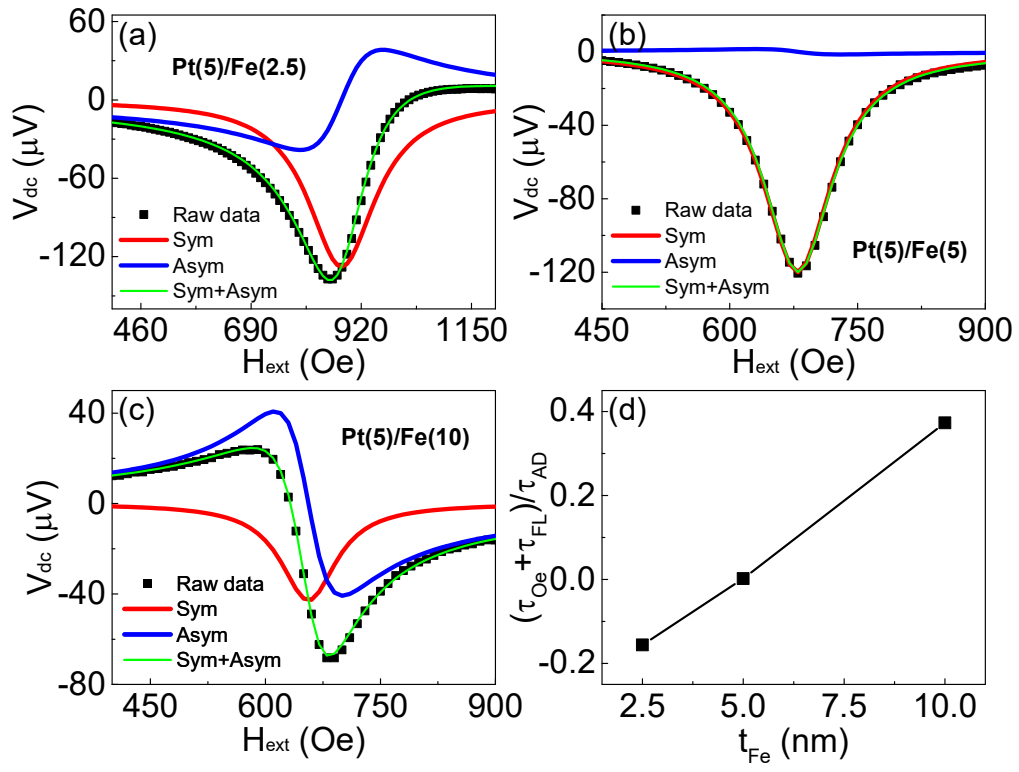 (a)
Pt(5)/Fe(2.5)
60
0
-60
-120
V_dc (μV)
Raw data
Sym
Asym
Sym+Asym
460 690 920 1150
H_ext (Oe)
(b)
0
-40
-80
-120
V_dc (μV)
Raw data
Sym
Asym
Sym+Asym
Pt(5)/Fe(5)
450 600 750 900
H_ext (Oe)
(c)
Pt(5)/Fe(10)
40
0
-40
-80
V_dc (μV)
Raw data
Sym
Asym
Sym+Asym
450 600 750 900
H_ext (Oe)
(d)
0.4
0.2
0.0
-0.2
(τ_Oe+τ_FL)/τ_AD
2.5 5.0 7.5 10.0
t_Fe (nm)